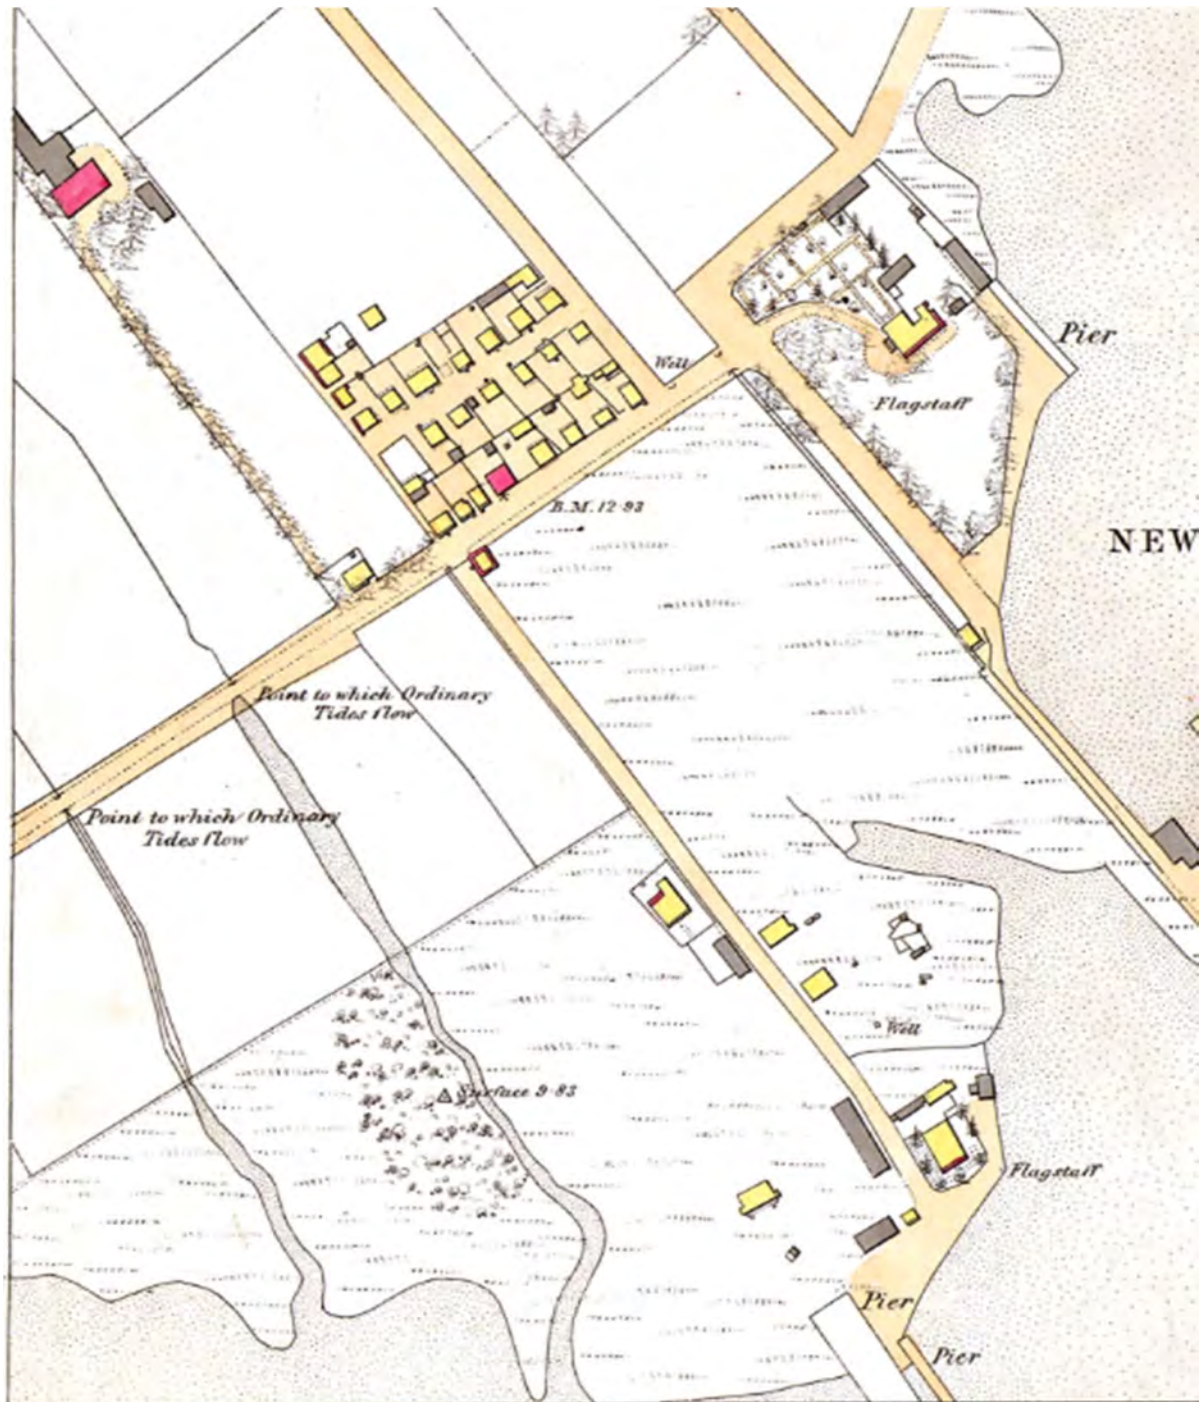 Pier
Well
Flagstaff
B.M. 12·93
NEW
Point to which Ordinary
Tides flow
Point to which Ordinary
Tides flow
Well
Surface 9·83
Flagstaff
Pier
Pier